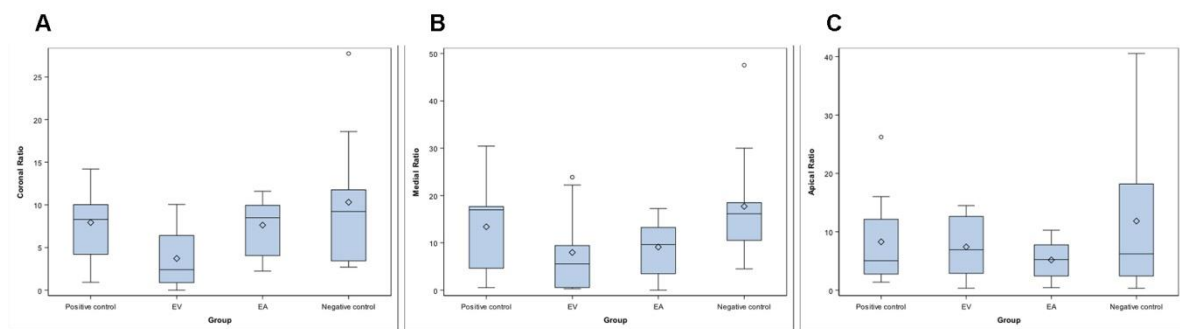 A
Coronal Ratio
25
20
15
10
5
0
Positive control EV EA Negative control
Group
B
Medial Ratio
50
40
30
20
10
0
Positive control EV EA Negative control
Group
C
Apical Ratio
40
30
20
10
0
Positive control EV EA Negative control
Group